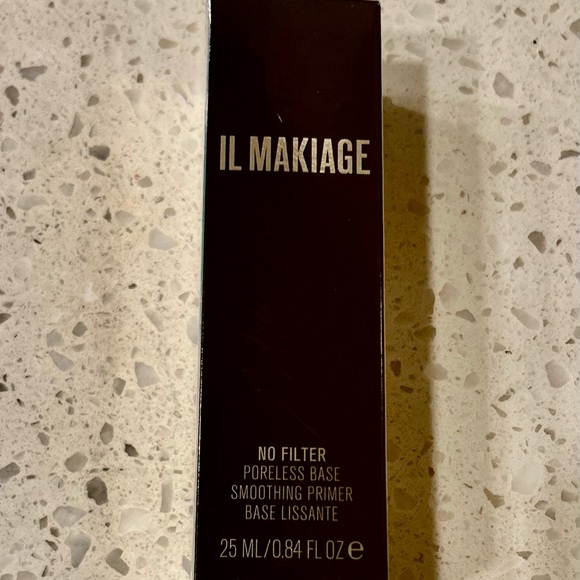 IL MAKIAGE
NO FILTER
PORELESS BASE
SMOOTHING PRIMER
BASE LISSANTE
25 ML/0.84 FL OZ e